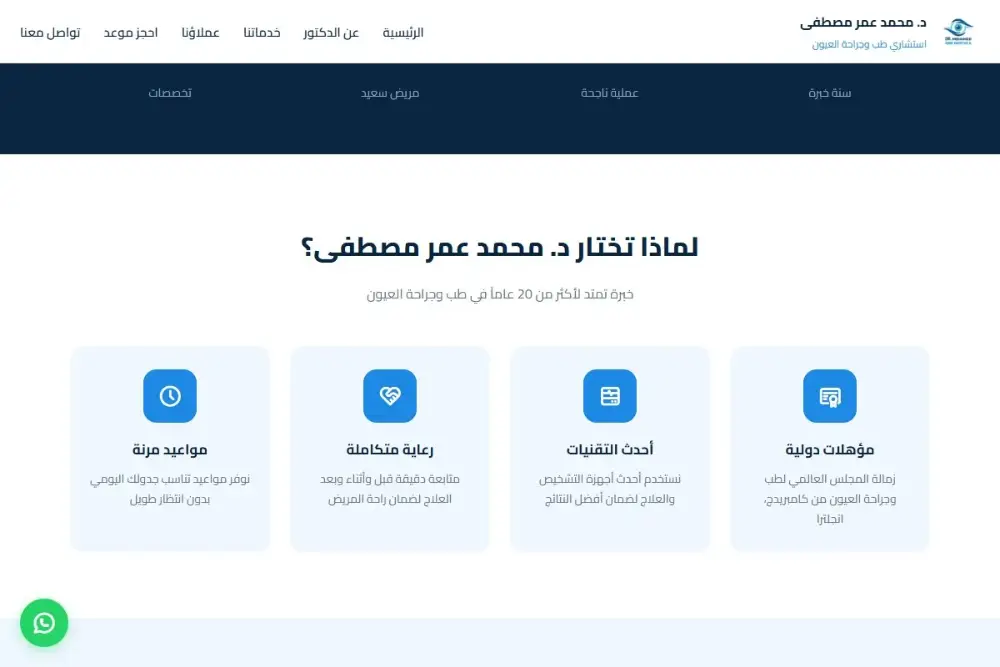 د. محمد عمر مصطفى
استشاري طب وجراحة العيون
الرئيسية
عن الدكتور
خدماتنا
عملاؤنا
احجز موعد
تواصل معنا
سنة خبرة
عملية ناجحة
مريض سعيد
تخصصات
لماذا تختار د. محمد عمر مصطفى؟
خبرة تمتد لأكثر من 20 عاماً في طب وجراحة العيون
مؤهلات دولية
زمالة المجلس العالمي لطب
وجراحة العيون من كامبريدج،
انجلترا
أحدث التقنيات
نستخدم أحدث أجهزة التشخيص
والعلاج لضمان أفضل النتائج
رعاية متكاملة
متابعة دقيقة قبل وأثناء وبعد
العلاج لضمان راحة المريض
مواعيد مرنة
نوفر مواعيد تناسب جدولك اليومي
بدون انتظار طويل